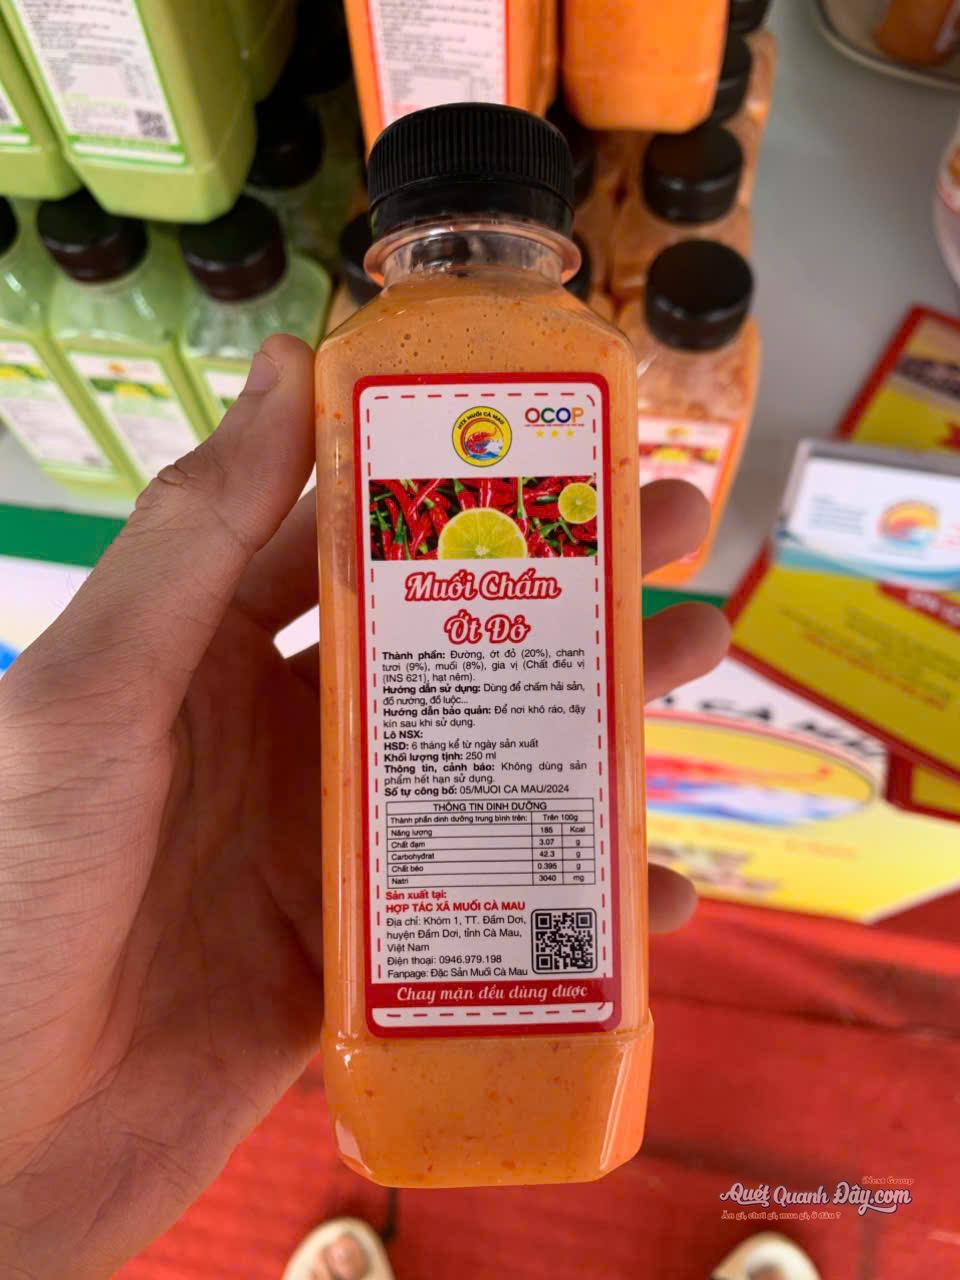 HTX MUỐI CÀ MAU
OCOP
Muối Chấm
Ớt Đỏ
Thành phần: Đường, ớt đỏ (20%), chanh
tươi (9%), muối (8%), gia vị (Chất điều vị
(INS 621), hạt nêm).
Hướng dẫn sử dụng: Dùng để chấm hải sản,
đồ nướng, đồ luộc...
Hướng dẫn bảo quản: Để nơi khô ráo, đậy
kín sau khi sử dụng.
Lô NSX:
HSD: 6 tháng kể từ ngày sản xuất
Khối lượng tịnh: 250 ml
Thông tin, cảnh báo: Không dùng sản
phẩm hết hạn sử dụng.
Số tự công bố: 05/MUOI CA MAU/2024
THÔNG TIN DINH DƯỠNG
Thành phần dinh dưỡng trung bình trên: Trên 100g
Năng lượng 185 Kcal
Chất đạm 3.07 g
Carbohydrat 42.3 g
Chất béo 0.395 g
Natri 3040 mg
Sản xuất tại:
HỢP TÁC XÃ MUỐI CÀ MAU
Địa chỉ: Khóm 1, TT. Đầm Dơi,
huyện Đầm Dơi, tỉnh Cà Mau,
Việt Nam
Điện thoại: 0946.979.198
Fanpage: Đặc Sản Muối Cà Mau
Chay mặn đều dùng được
iNext Group
Quét Quanh Đây.com
Ăn gì, chơi gì, mua gì, ở đâu ?